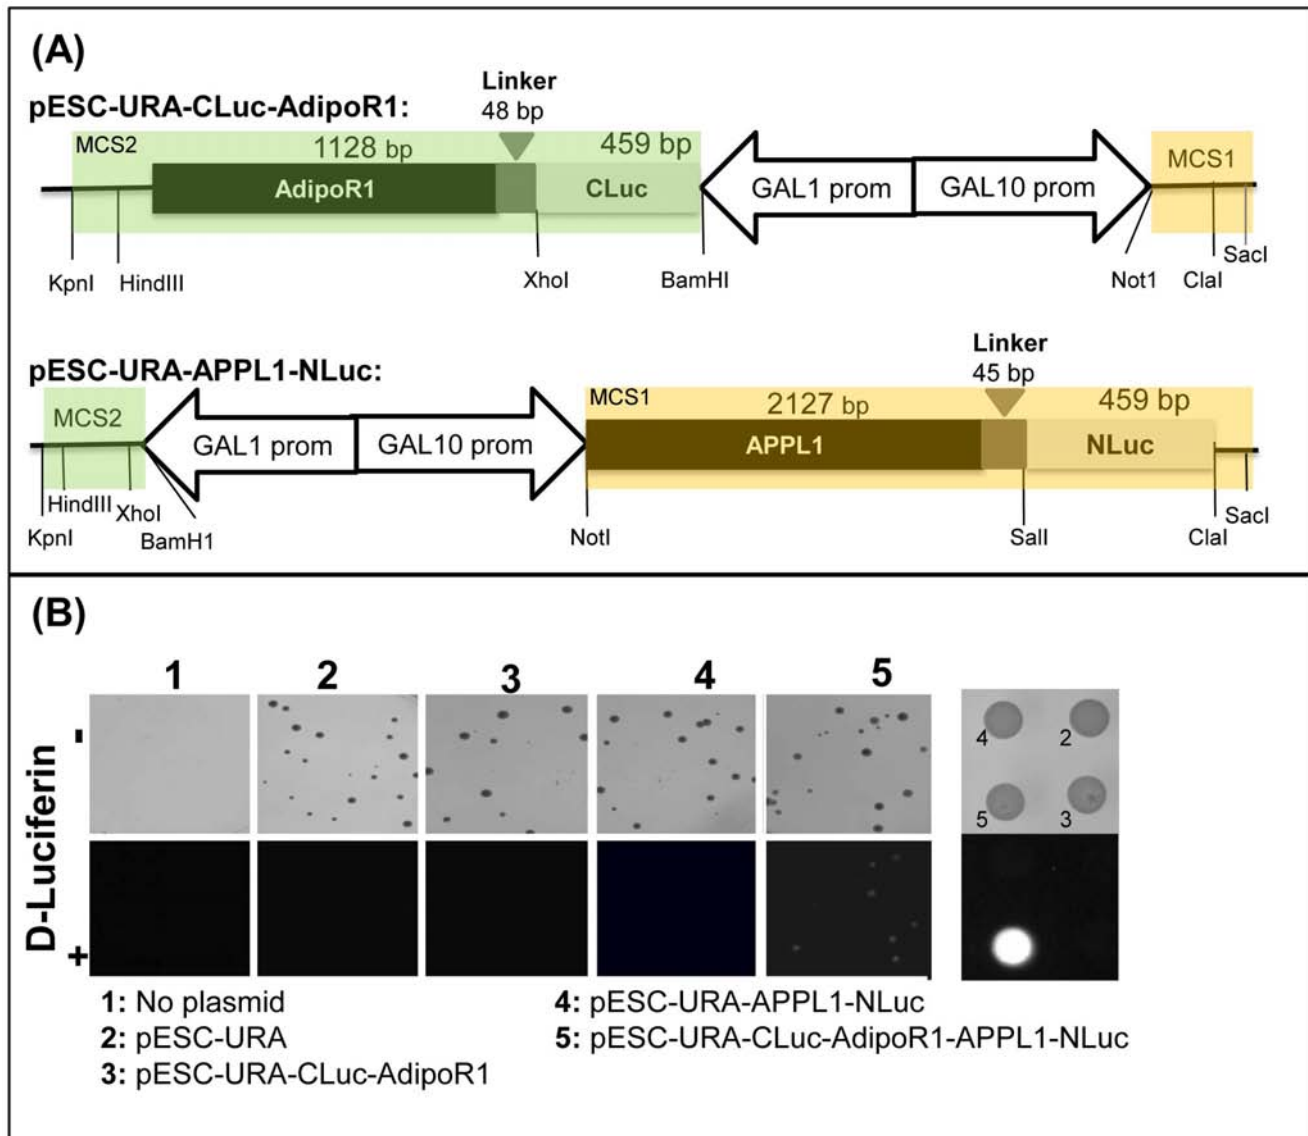 (A)
pESC-URA-CLuc-AdipoR1:
Linker
48 bp
MCS2
1128 bp
459 bp
AdipoR1
CLuc
GAL1 prom
GAL10 prom
MCS1
KpnI
HindIII
XhoI
BamHI
Not1
ClaI
SacI
pESC-URA-APPL1-NLuc:
Linker
45 bp
MCS2
GAL1 prom
GAL10 prom
MCS1
2127 bp
459 bp
APPL1
NLuc
KpnI
HindIII
XhoI
BamH1
NotI
SalI
ClaI
SacI
(B)
1 2 3 4 5
D-Luciferin
-
+
4 2
5 3
1: No plasmid
2: pESC-URA
3: pESC-URA-CLuc-AdipoR1
4: pESC-URA-APPL1-NLuc
5: pESC-URA-CLuc-AdipoR1-APPL1-NLuc